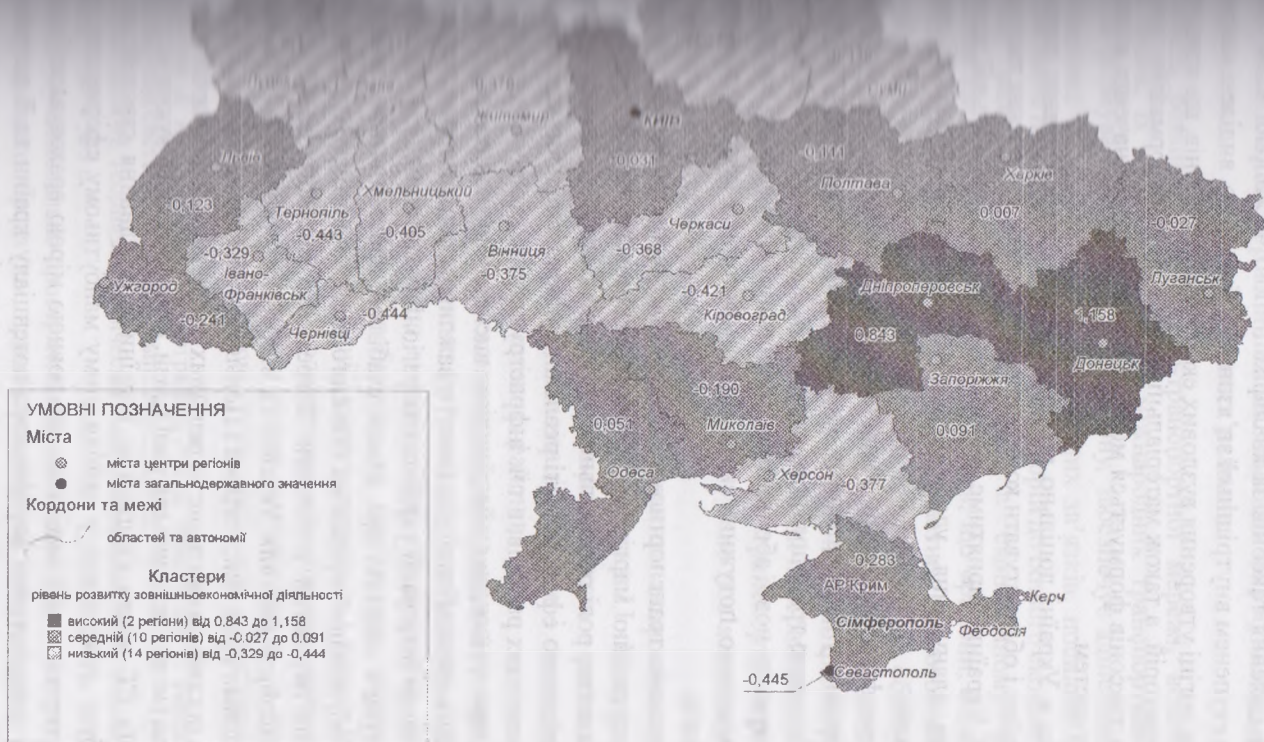 Житомир
КИЇВ
-0,031
-0,111
Полтава
Харків
0,007
-0,027
Луганськ
Львів
0,123
Тернопіль
-0,443
Хмельницький
-0,405
Вінниця
-0,375
Черкаси
-0,368
-0,329
Івано-
Франківськ
Ужгород
-0,241
Чернівці
-0,444
-0,421
Кіровоград
Дніпропетровськ
0,843
1,158
Донецьк
Запоріжжя
0,091
-0,190
Миколаїв
0,051
Одеса
Херсон
-0,377
-0,283
АР Крим
Сімферополь
Керч
Феодосія
Севастополь
-0,445
УМОВНІ ПОЗНАЧЕННЯ
Міста
міста центри регіонів
міста загальнодержавного значення
Кордони та межі
областей та автономії
Кластери
рівень розвитку зовнішньоекономічної діяльності
високий (2 регіони) від 0,843 до 1,158
середній (10 регіонів) від -0.027 до 0.091
низький (14 регіонів) від -0,329 до -0,444